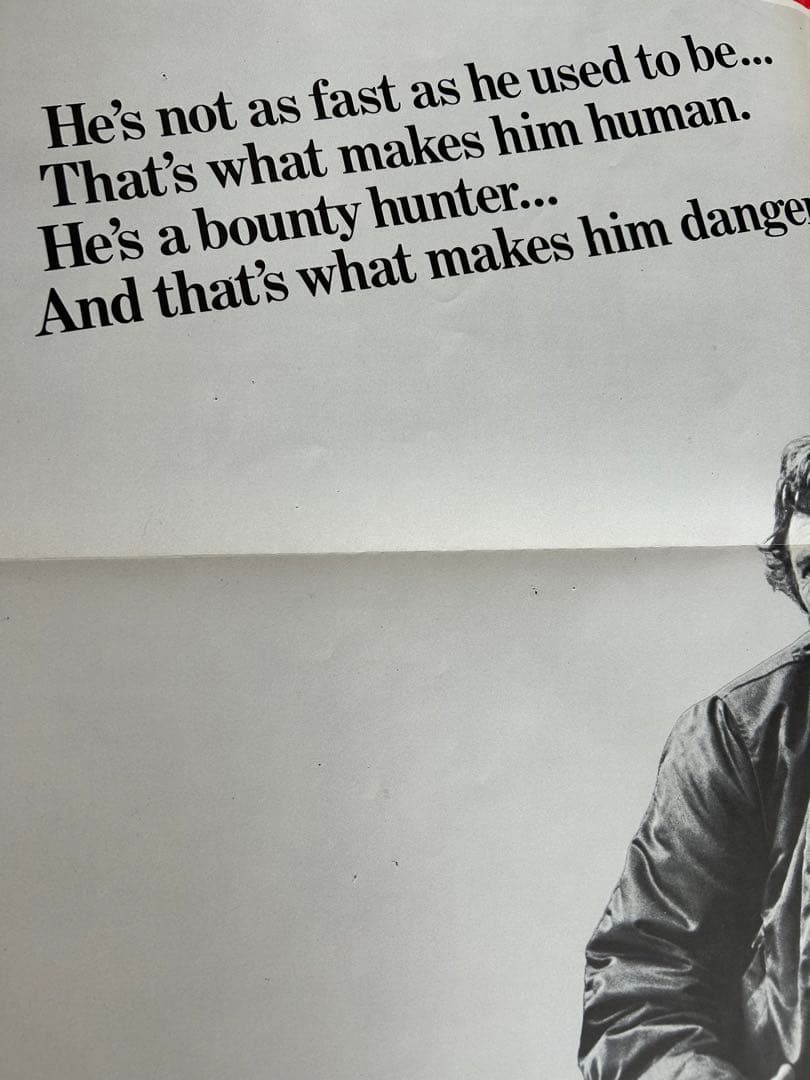 He’s not as fast as he used to be...
That’s what makes him human.
He’s a bounty hunter...
And that’s what makes him